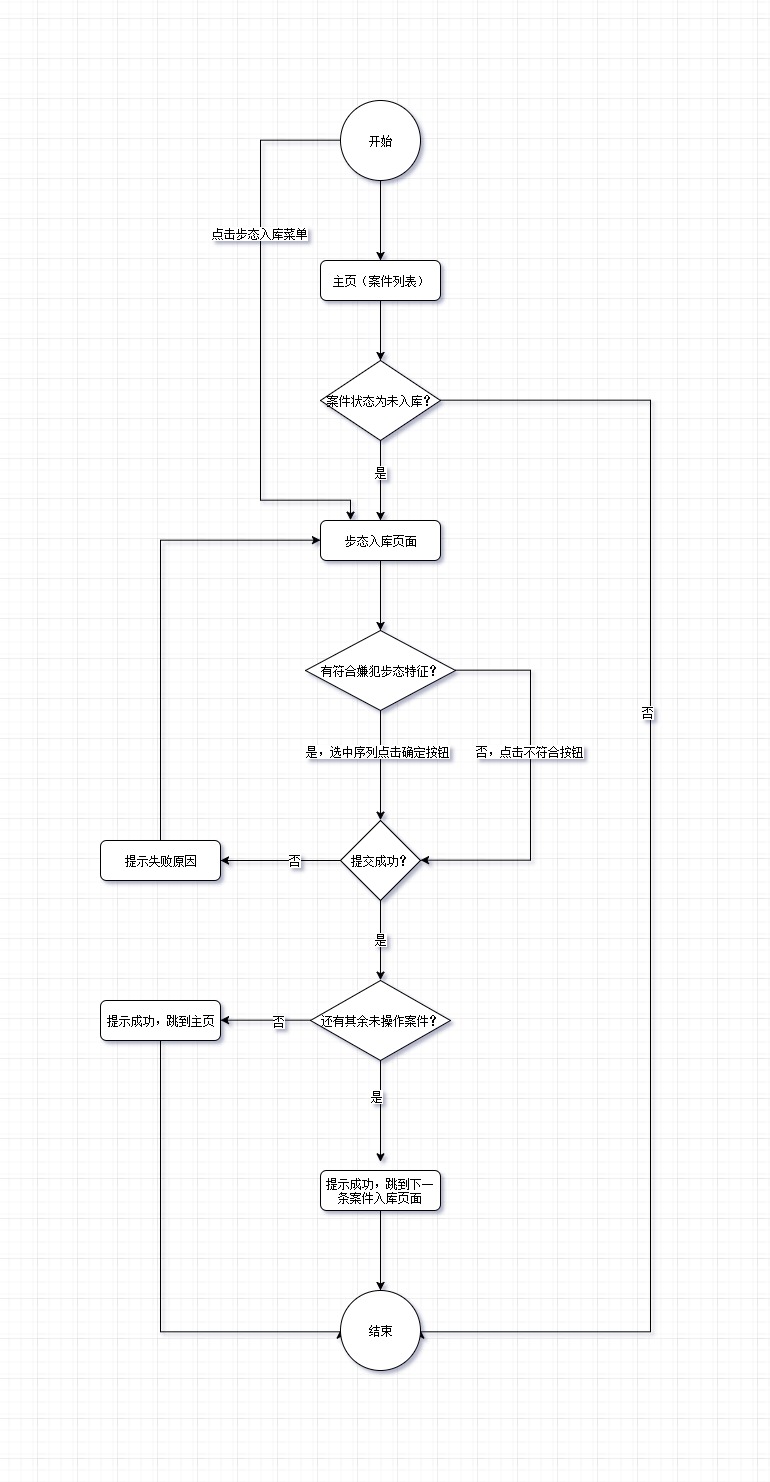 开始
点击步态入库菜单
主页（案件列表）
案件状态为未入库？
是
步态入库页面
有符合嫌犯步态特征？
否
是，选中序列点击确定按钮
否，点击不符合按钮
提示失败原因
否
提交成功？
是
提示成功，跳到主页
否
还有其余未操作案件？
是
提示成功，跳到下一
条案件入库页面
结束